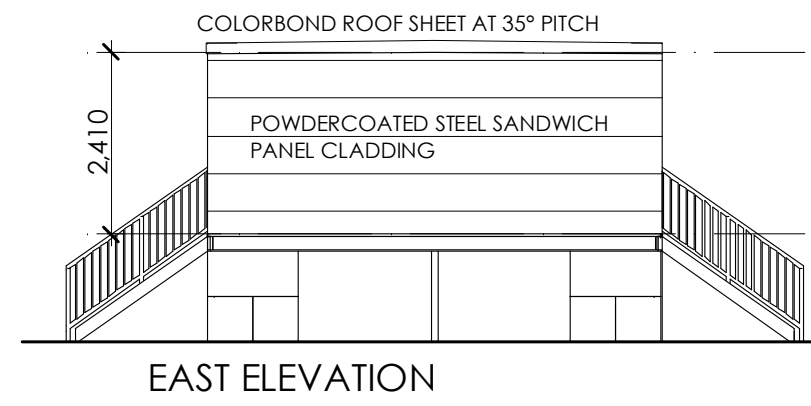 COLORBOND ROOF SHEET AT 35° PITCH
2,410
POWDERCOATED STEEL SANDWICH
PANEL CLADDING
EAST ELEVATION